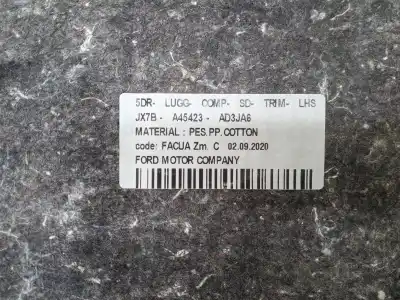 5DR- LUGG- COMP- SD- TRIM- LHS
JX7B - A45423 - AD3JA6
MATERIAL : PES.PP.COTTON
code: FACIJA Zm. C 02.09.2020
FORD MOTOR COMPANY